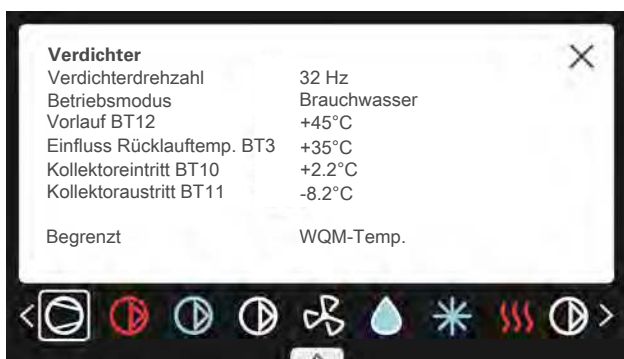 Verdichter
Verdichterdrehzahl 32 Hz
Betriebsmodus Brauchwasser
Vorlauf BT12 +45°C
Einfluss Rücklauftemp. BT3 +35°C
Kollektoreintritt BT10 +2.2°C
Kollektoraustritt BT11 -8.2°C
Begrenzt WQM-Temp.